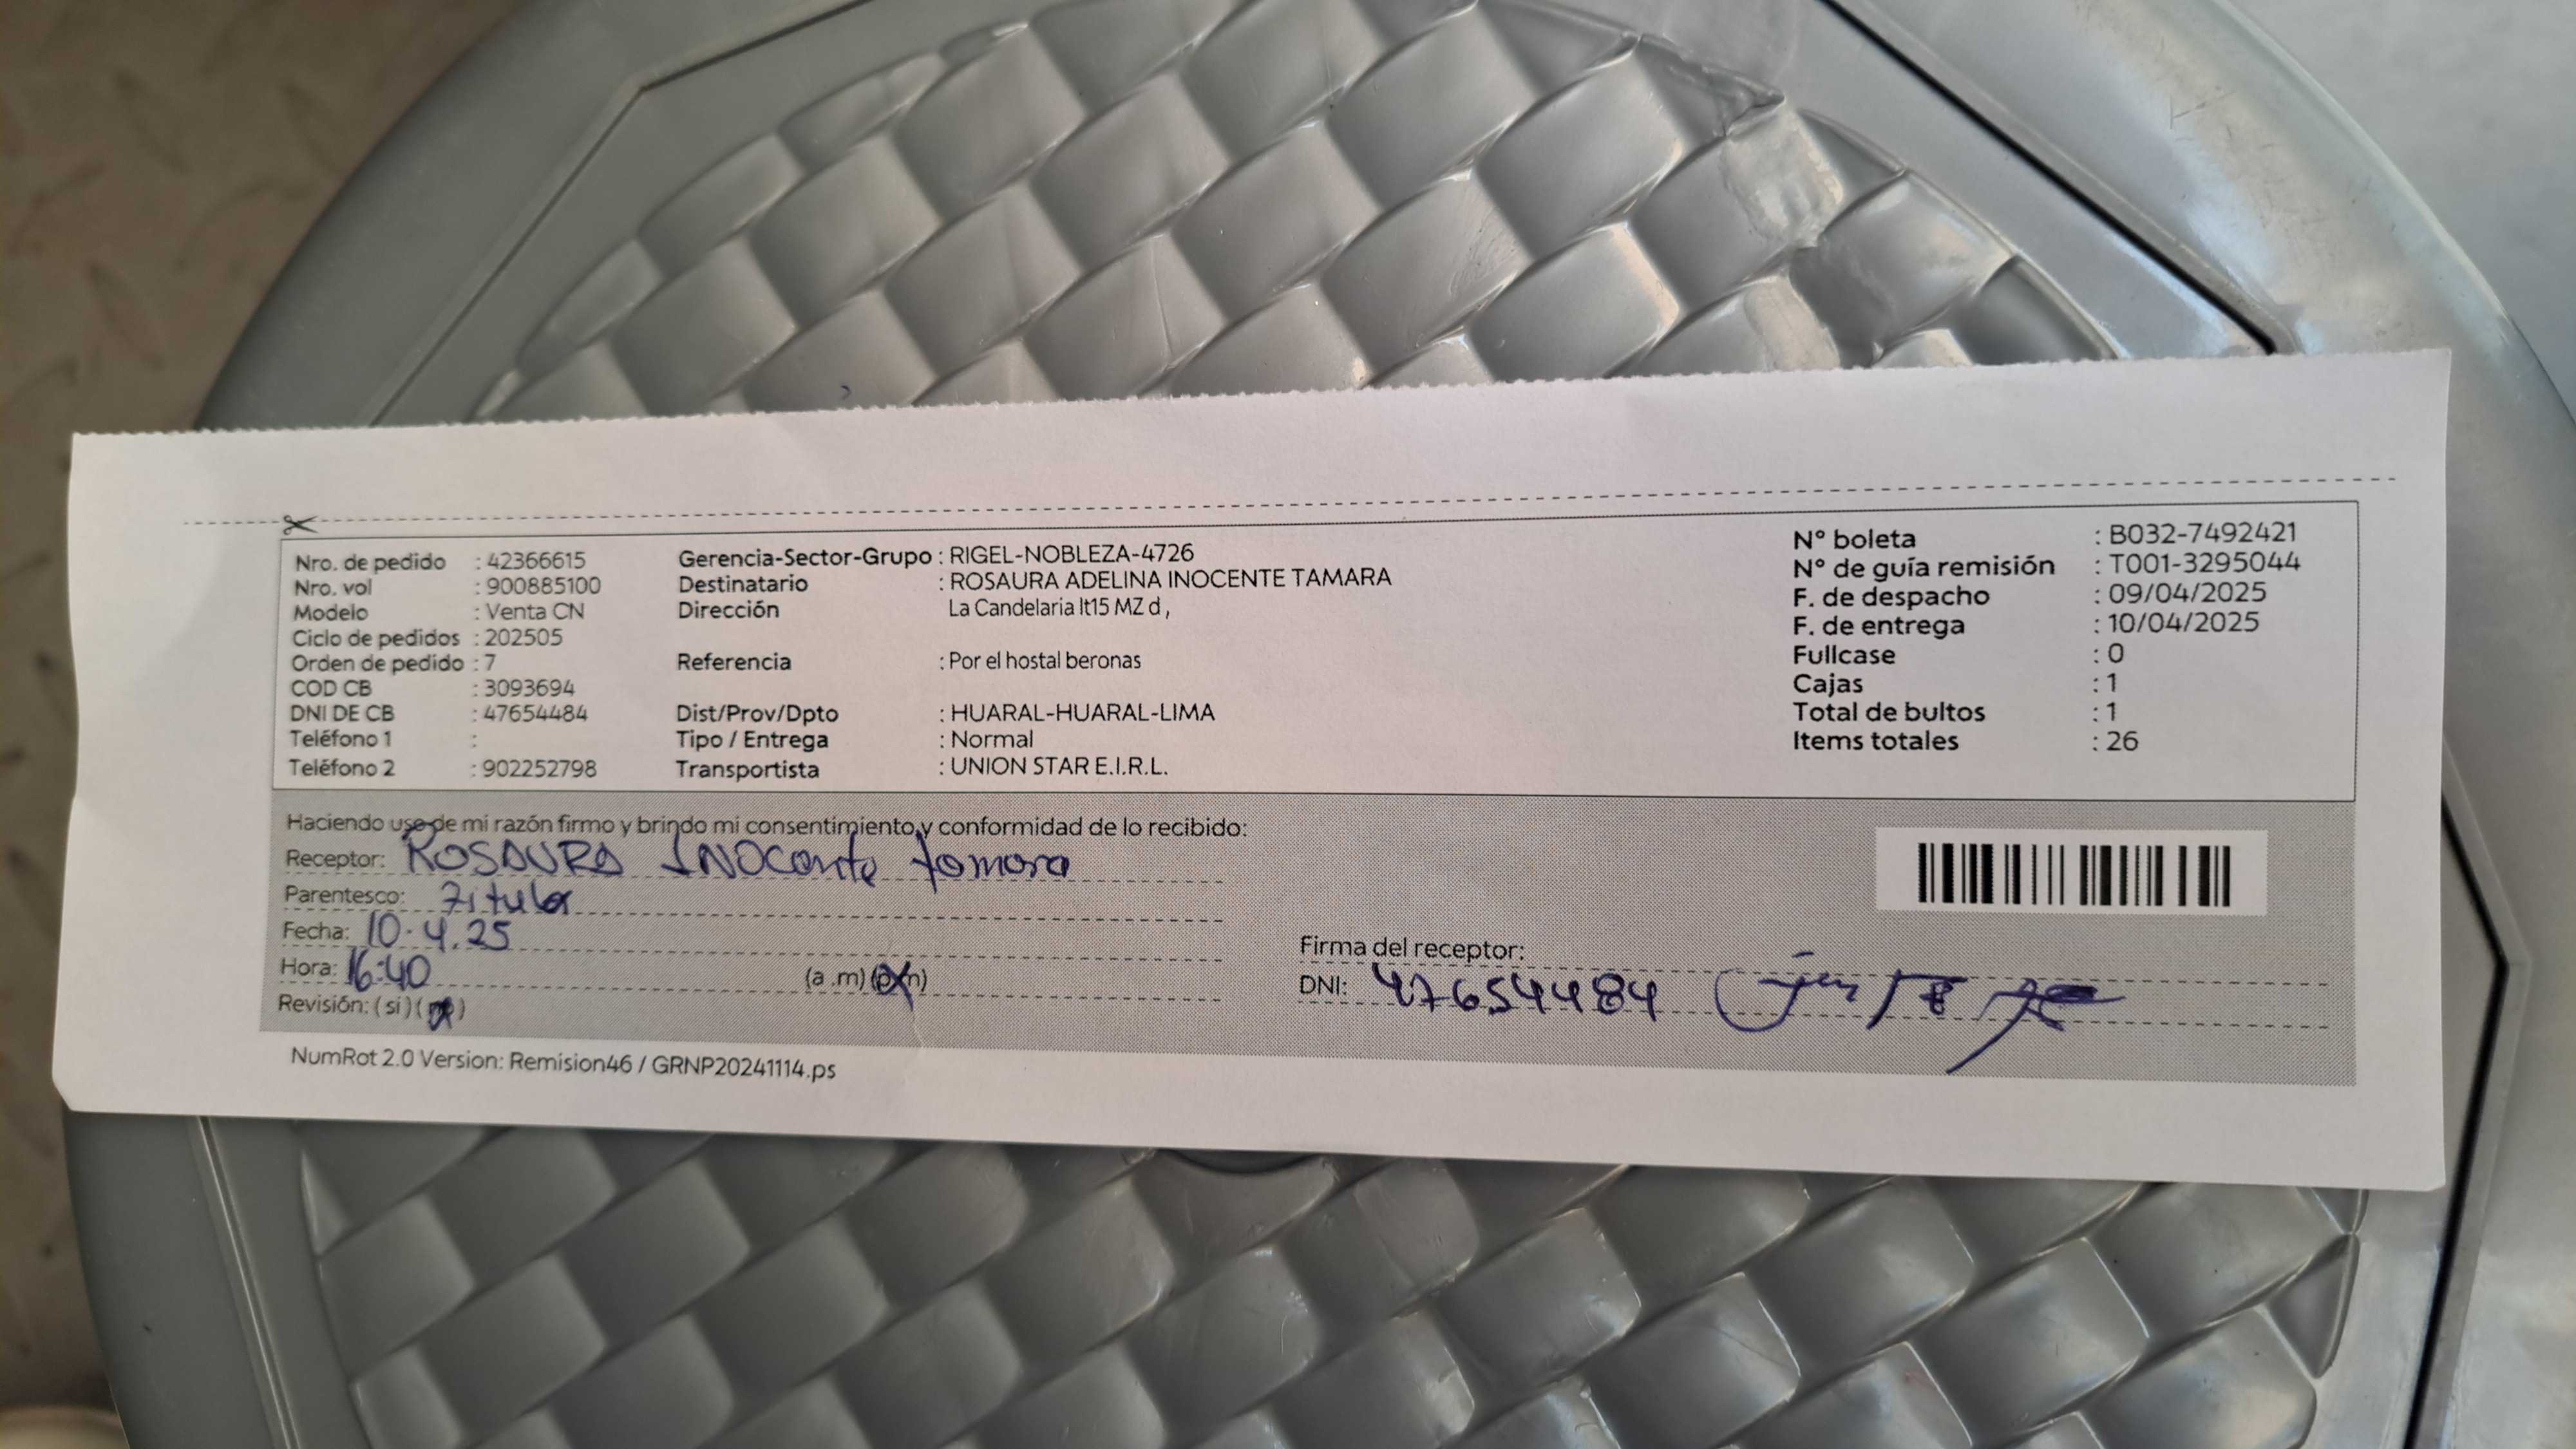 Nro. de pedido : 42366615
Nro. vol : 900885100
Modelo : Venta CN
Ciclo de pedidos : 202505
Orden de pedido : 7
COD CB : 3093694
DNI DE CB : 47654484
Teléfono 1 :
Teléfono 2 : 902252798
Gerencia-Sector-Grupo : RIGEL-NOBLEZA-4726
Destinatario : ROSAURA ADELINA INOCENTE TAMARA
Dirección La Candelaria lt15 MZ d ,
Referencia : Por el hostal beronas
Dist/Prov/Dpto : HUARAL-HUARAL-LIMA
Tipo / Entrega : Normal
Transportista : UNION STAR E.I.R.L.
N° boleta : B032-7492421
N° de guía remisión : T001-3295044
F. de despacho : 09/04/2025
F. de entrega : 10/04/2025
Fullcase : 0
Cajas : 1
Total de bultos : 1
Items totales : 26
Haciendo uso de mi razón firmo y brindo mi consentimiento y conformidad de lo recibido:
Receptor: ROSAURA INOcente tamara
Parentesco: Titular
Fecha: 10.4.25
Hora: 16:40 (a .m) (p.m)
Revisión: ( si ) ( no )
Firma del receptor:
DNI: 47654484
NumRot 2.0 Version: Remision46 / GRNP20241114.ps